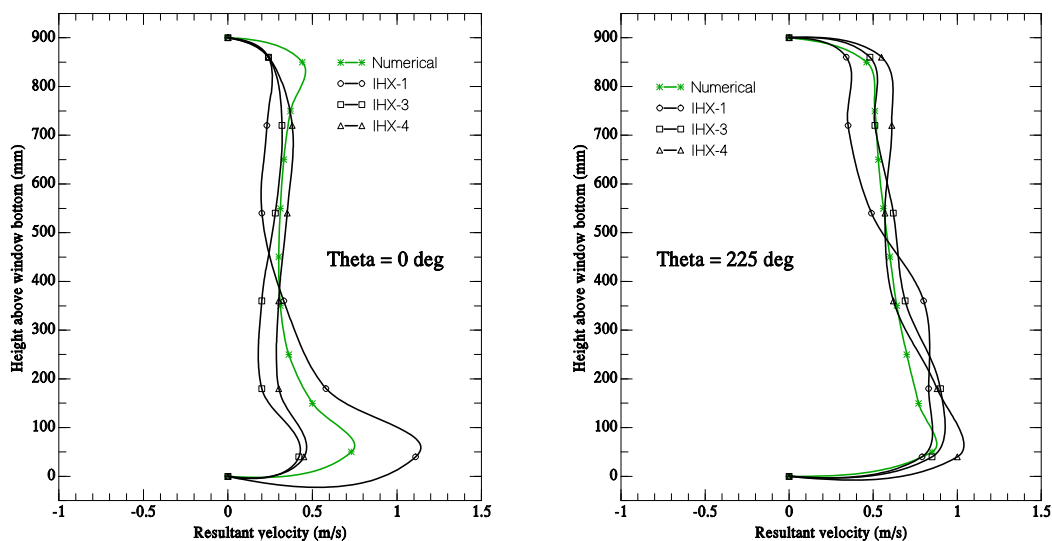 Height above window bottom (mm)
900
800
700
600
500
400
300
200
100
0
Numerical
IHX-1
IHX-3
IHX-4
Theta = 0 deg
-1 -0.5 0 0.5 1 1.5
Resultant velocity (m/s)
Height above window bottom (mm)
900
800
700
600
500
400
300
200
100
0
Numerical
IHX-1
IHX-3
IHX-4
Theta = 225 deg
-1 -0.5 0 0.5 1 1.5
Resultant velocity (m/s)